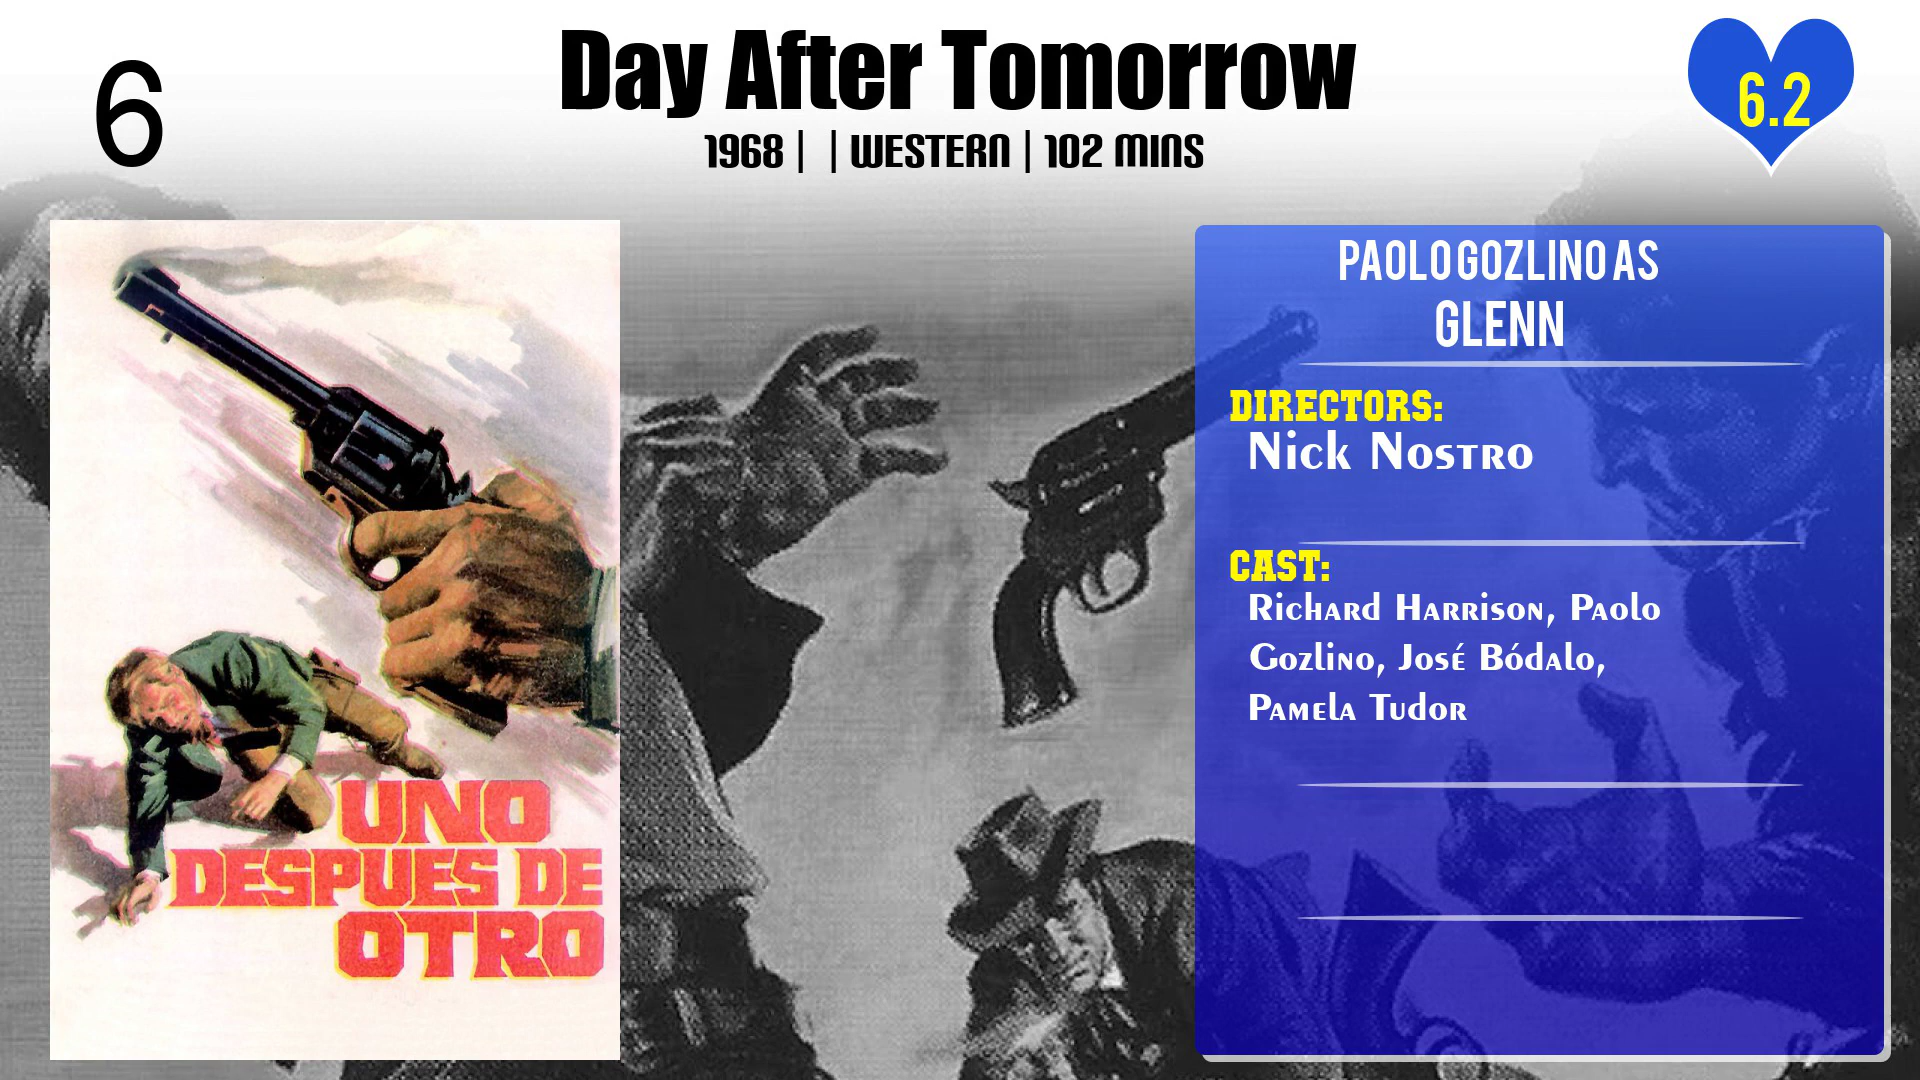 6
Day After Tomorrow
1968 | | WESTERN | 102 MINS
6.2
UNO
DESPUES DE
OTRO
PAOLO GOZLINO AS
GLENN
DIRECTORS:
Nick Nostro
CAST:
Richard Harrison, Paolo
Gozlino, José Bódalo,
Pamela Tudor